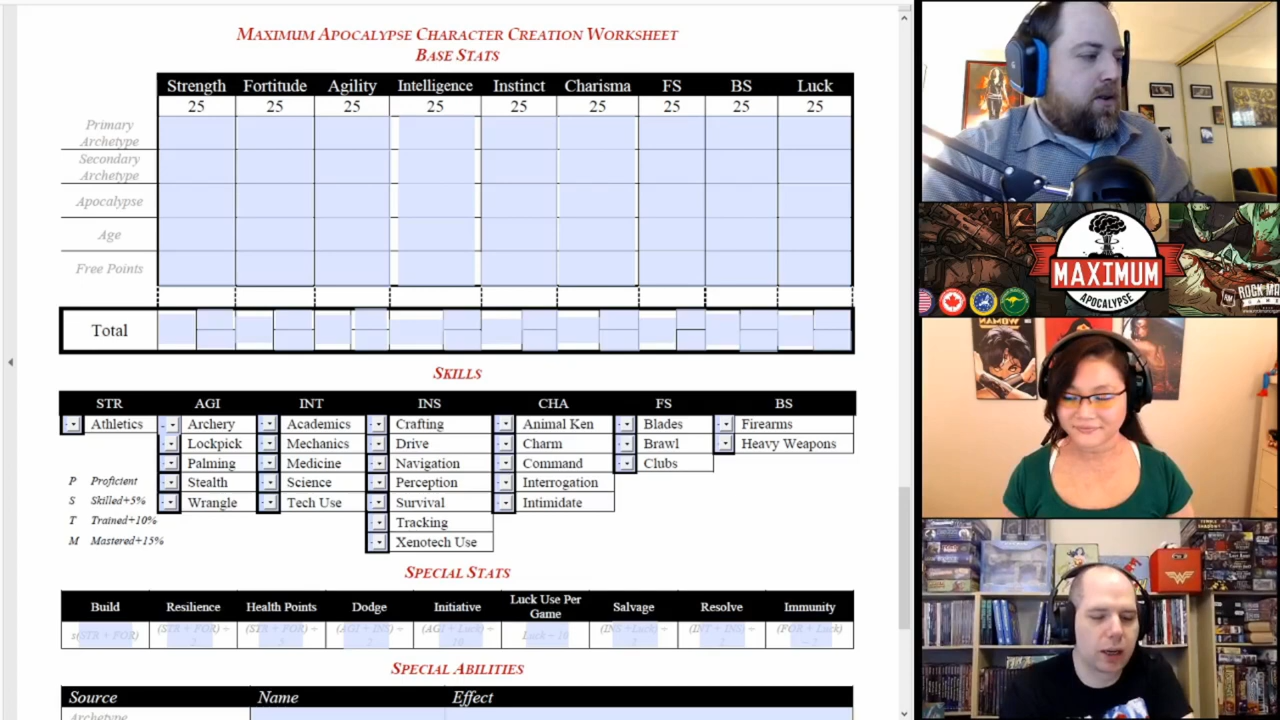 MAXIMUM APOCALYPSE CHARACTER CREATION WORKSHEET
BASE STATS
Strength Fortitude Agility Intelligence Instinct Charisma FS BS Luck
25 25 25 25 25 25 25 25 25
Primary
Archetype
Secondary
Archetype
Apocalypse
Age
Free Points
Total
SKILLS
STR AGI INT INS CHA FS BS
Athletics Archery Academics Crafting Animal Ken Blades Firearms
Lockpick Mechanics Drive Charm Brawl Heavy Weapons
Palming Medicine Navigation Command Clubs
P Proficient Stealth Science Perception Interrogation
S Skilled+5% Wrangle Tech Use Survival Intimidate
T Trained+10% Tracking
M Mastered+15% Xenotech Use
SPECIAL STATS
Build Resilience Health Points Dodge Initiative Luck Use Per Game Salvage Resolve Immunity
SPECIAL ABILITIES
Source Name Effect
Archetype
MAXIMUM
APOCALYPSE
WOMAN